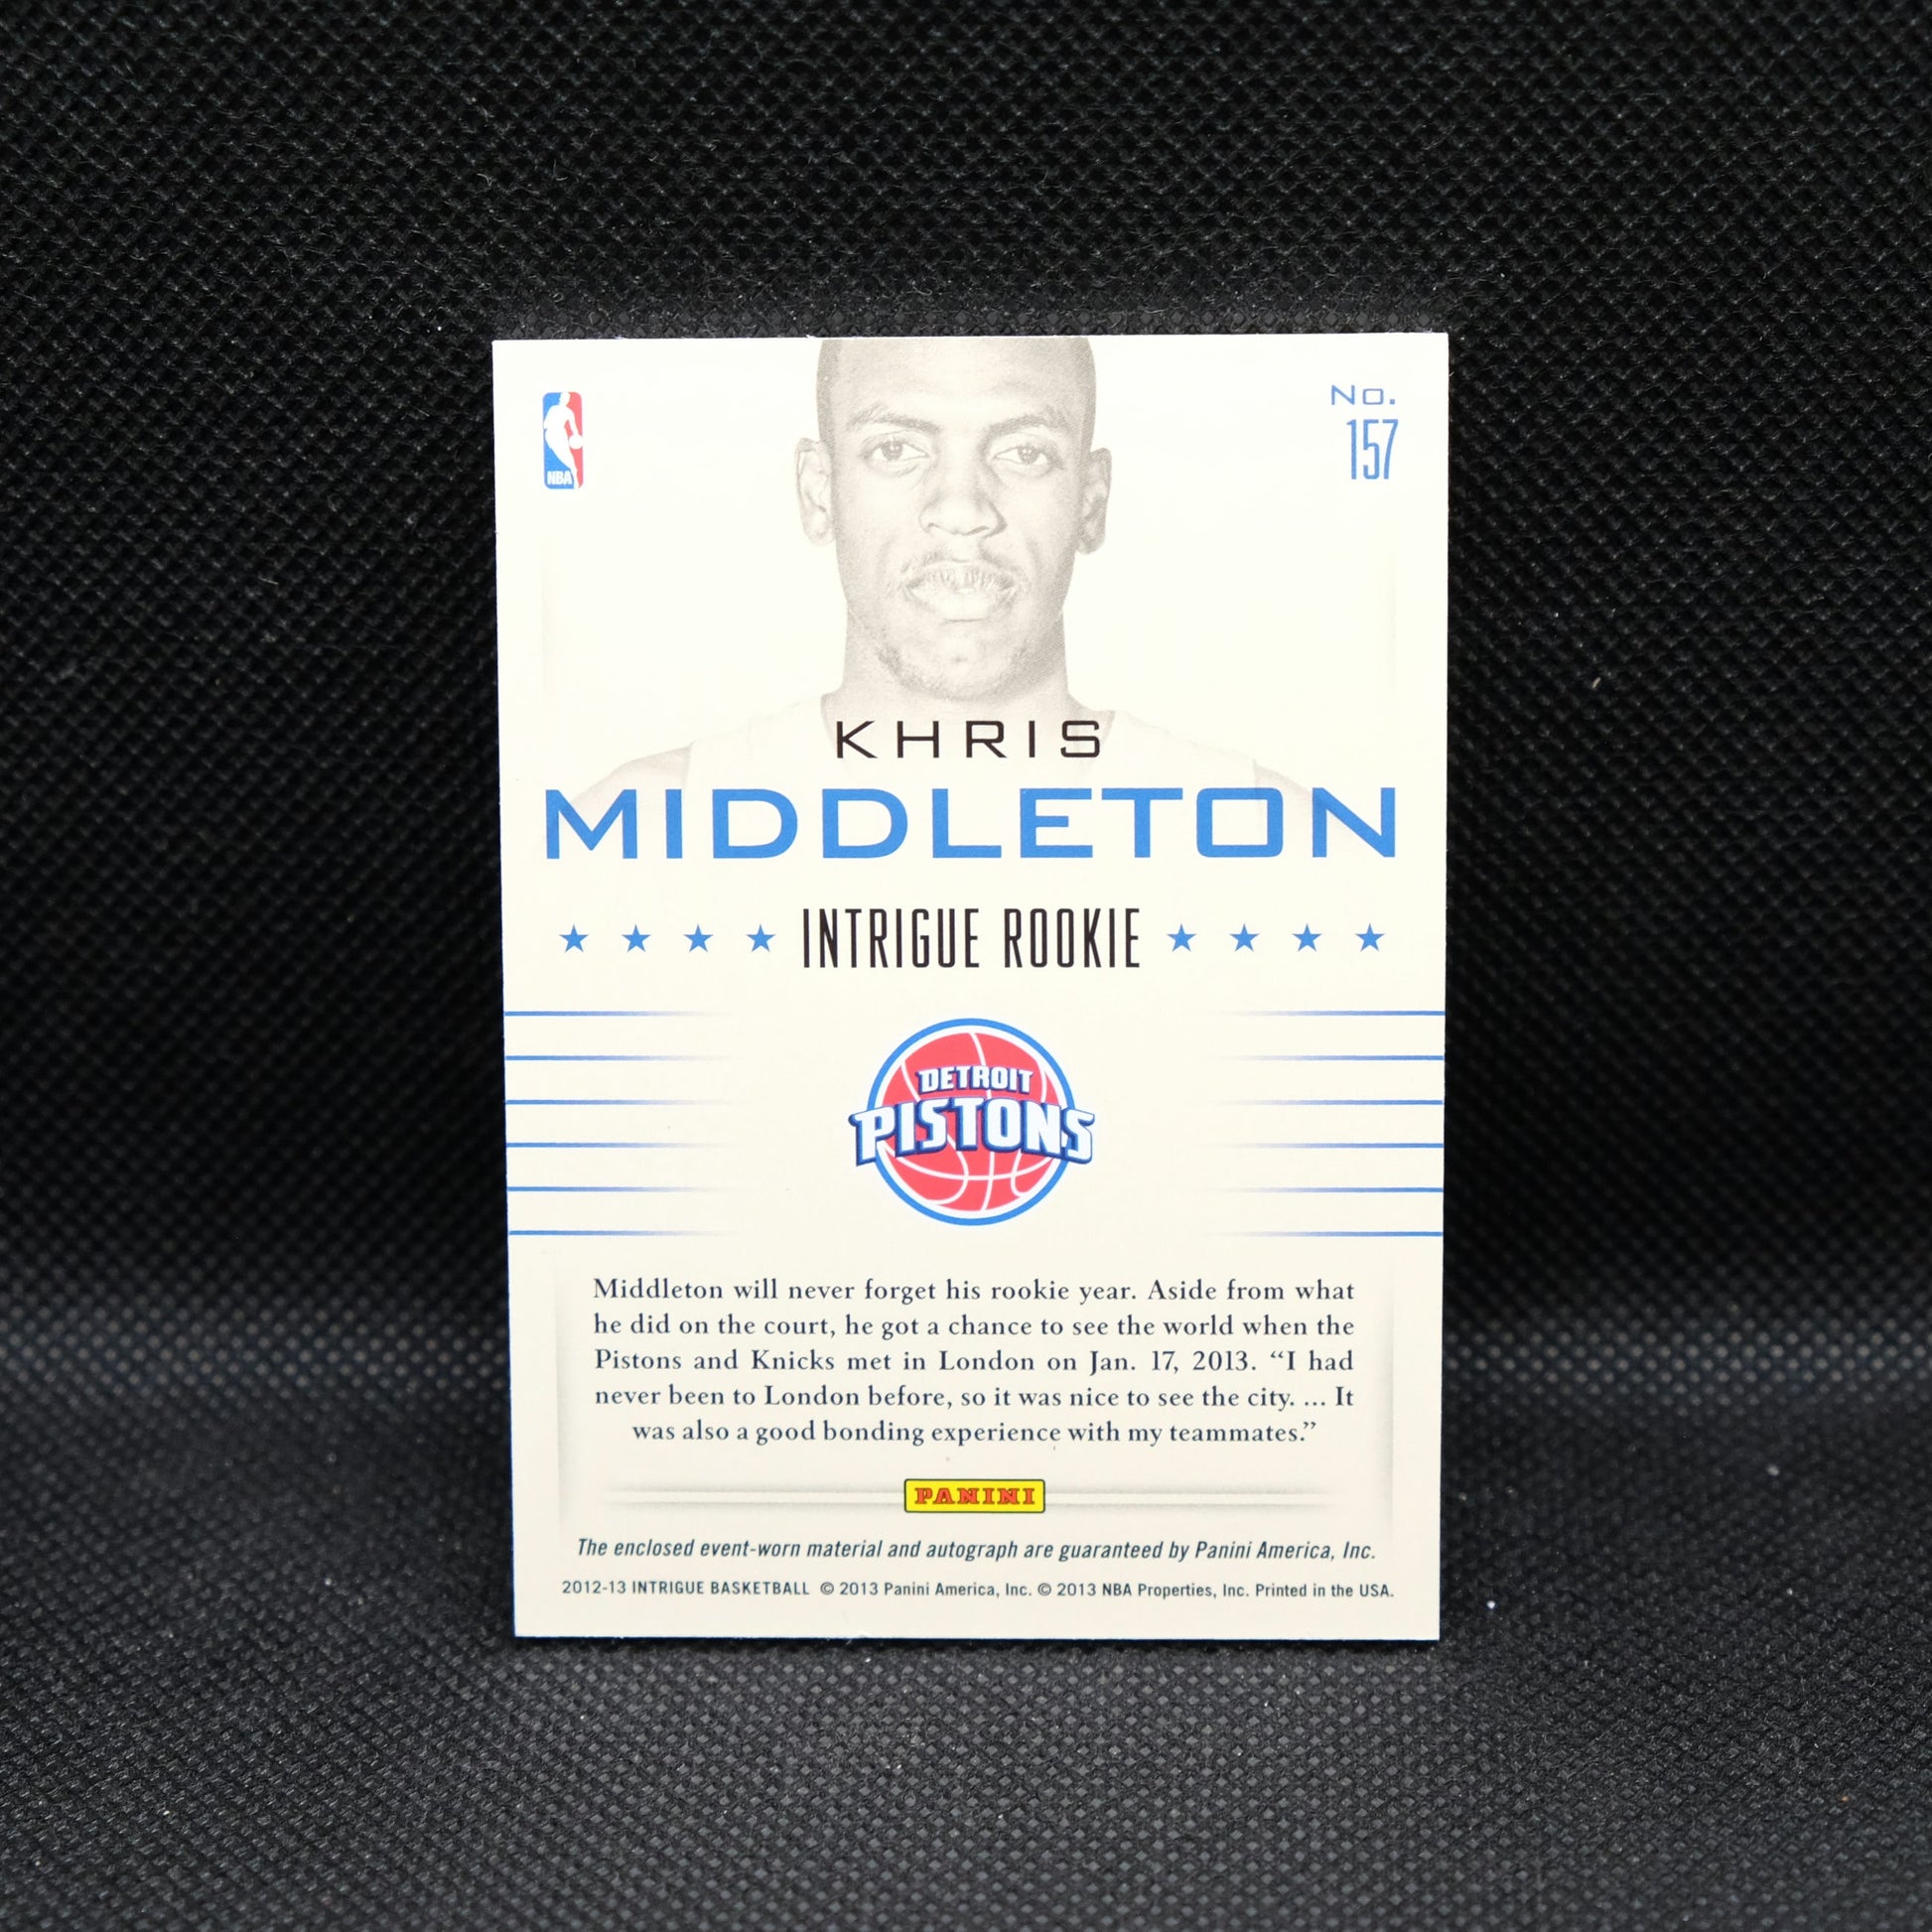 NBA
No.
157
KHRIS
MIDDLETON
INTRIGUE ROOKIE
DETROIT
PISTONS
Middleton will never forget his rookie year. Aside from what
he did on the court, he got a chance to see the world when the
Pistons and Knicks met in London on Jan. 17, 2013. “I had
never been to London before, so it was nice to see the city. ... It
was also a good bonding experience with my teammates.”
PANINI
The enclosed event-worn material and autograph are guaranteed by Panini America, Inc.
2012-13 INTRIGUE BASKETBALL © 2013 Panini America, Inc. © 2013 NBA Properties, Inc. Printed in the USA.